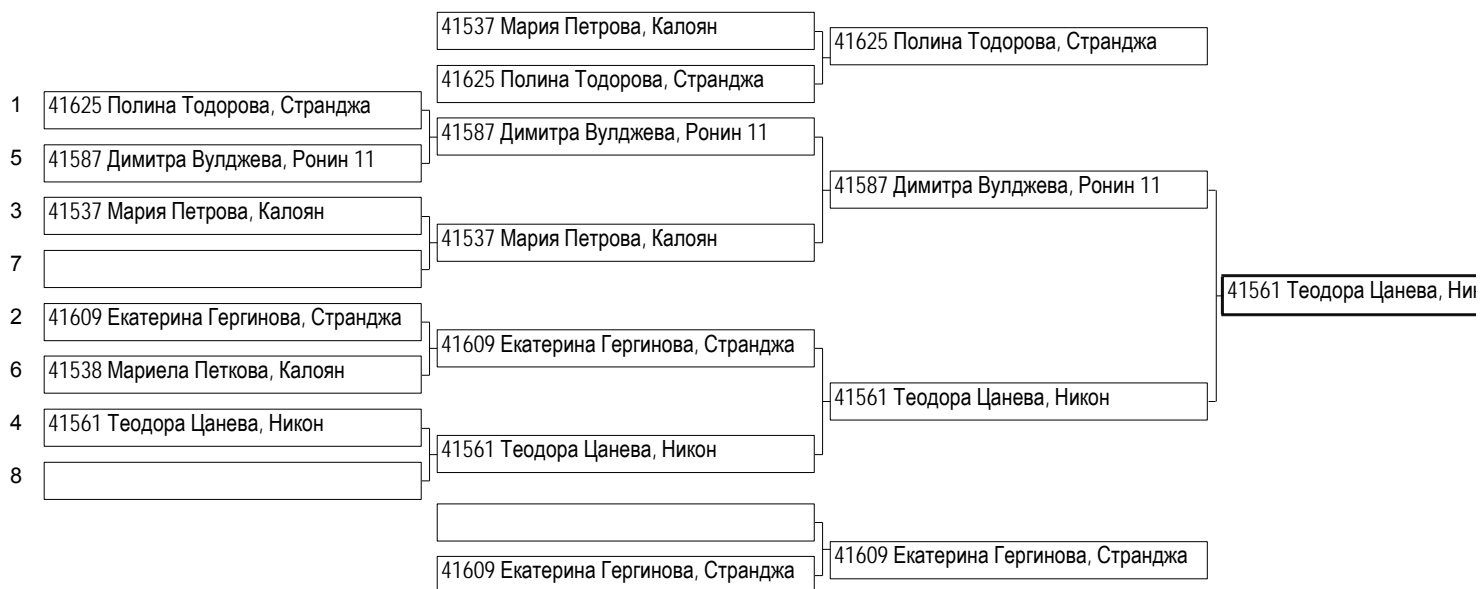 41537 Мария Петрова, Калоян
41625 Полина Тодорова, Странджа
41625 Полина Тодорова, Странджа
1 41625 Полина Тодорова, Странджа
41587 Димитра Вулджева, Ронин 11
5 41587 Димитра Вулджева, Ронин 11
41587 Димитра Вулджева, Ронин 11
3 41537 Мария Петрова, Калоян
41537 Мария Петрова, Калоян
7
41561 Теодора Цанева,
2 41609 Екатерина Гергинова, Странджа
41609 Екатерина Гергинова, Странджа
6 41538 Мариела Петкова, Калоян
41561 Теодора Цанева, Никон
4 41561 Теодора Цанева, Никон
41561 Теодора Цанева, Никон
8
41609 Екатерина Гергинова, Странджа
41609 Екатерина Гергинова, Странджа